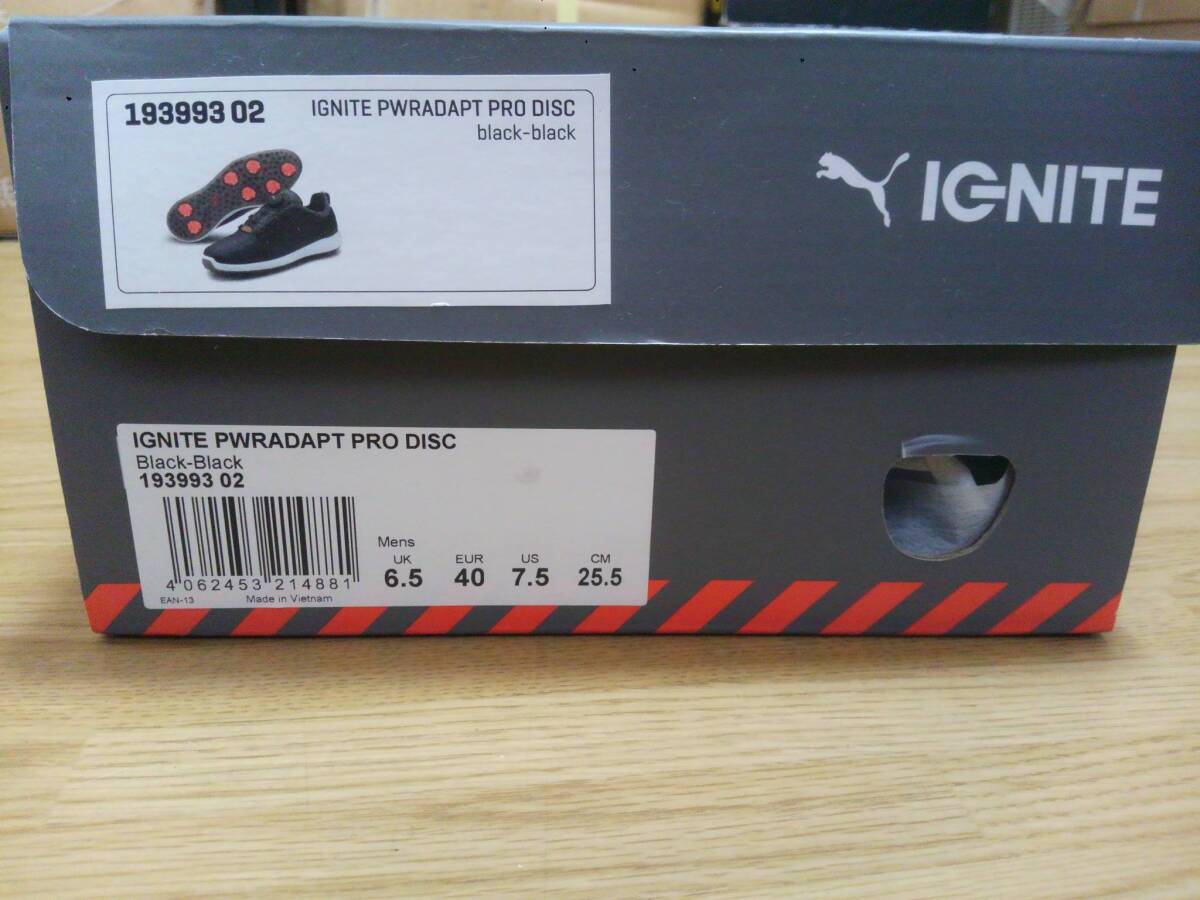 193993 02
IGNITE PWRADAPT PRO DISC
black-black
IGNITE
IGNITE PWRADAPT PRO DISC
Black-Black
193993 02
4 062453 214881
EAN-13 Made in Vietnam
Mens
UK EUR US CM
6.5 40 7.5 25.5